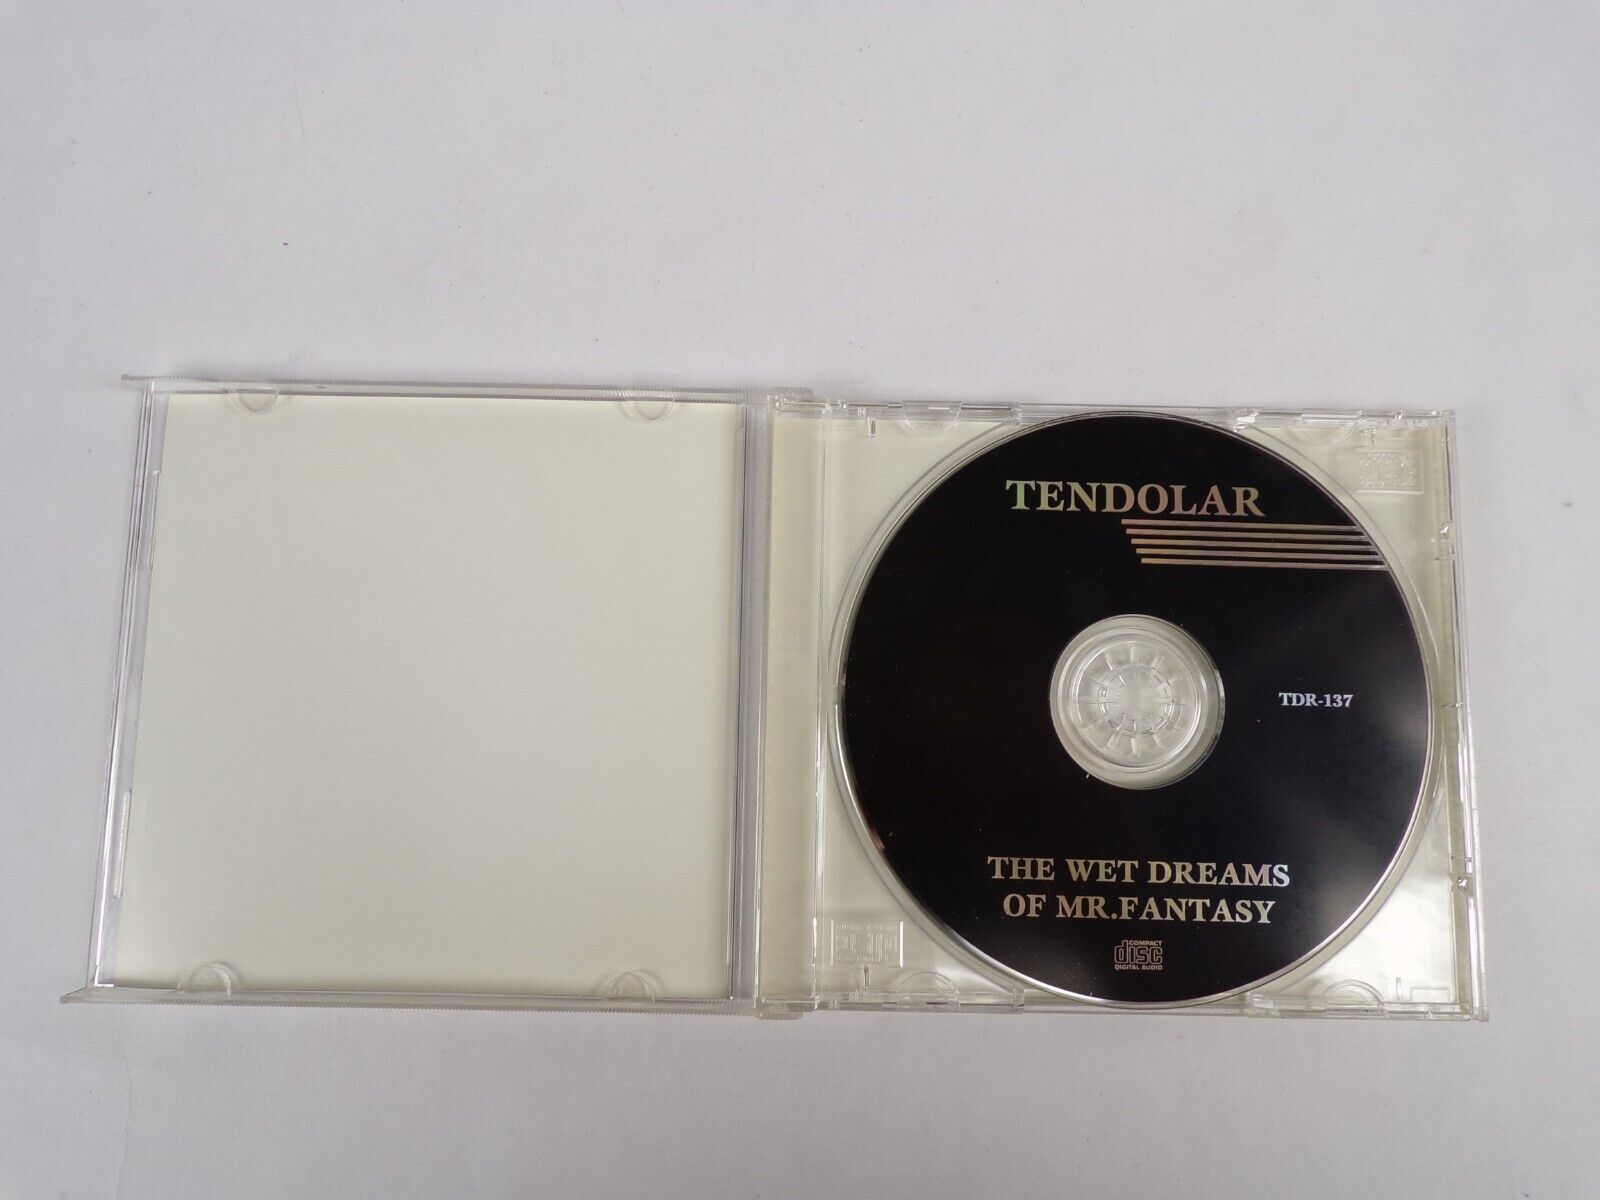 TENDOLAR
TDR-137
THE WET DREAMS
OF MR.FANTASY
COMPACT
disc
DIGITAL AUDIO